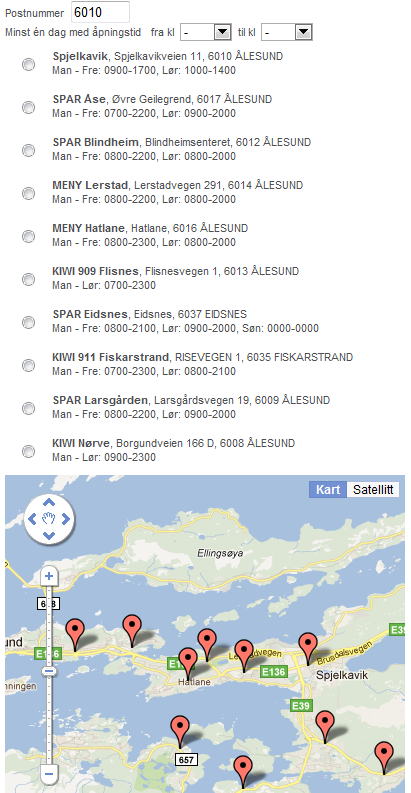 Postnummer 6010
Minst én dag med åpningstid fra kl - til kl -
Spjelkavik, Spjelkavikveien 11, 6010 ÅLESUND
Man - Fre: 0900-1700, Lør: 1000-1400
SPAR Åse, Øvre Geilegrend, 6017 ÅLESUND
Man - Fre: 0700-2200, Lør: 0900-2000
SPAR Blindheim, Blindheimsenteret, 6012 ÅLESUND
Man - Fre: 0800-2200, Lør: 0800-2000
MENY Lerstad, Lerstadvegen 291, 6014 ÅLESUND
Man - Fre: 0800-2200, Lør: 0800-2000
MENY Hatlane, Hatlane, 6016 ÅLESUND
Man - Fre: 0800-2300, Lør: 0800-2000
KIWI 909 Flisnes, Flisnesvegen 1, 6013 ÅLESUND
Man - Lør: 0700-2300
SPAR Eidsnes, Eidsnes, 6037 EIDSNES
Man - Fre: 0800-2100, Lør: 0900-2000, Søn: 0000-0000
KIWI 911 Fiskarstrand, RISEVEGEN 1, 6035 FISKARSTRAND
Man - Fre: 0700-2300, Lør: 0800-2100
SPAR Larsgården, Larsgårdsvegen 19, 6009 ÅLESUND
Man - Fre: 0800-2200, Lør: 0900-2000
KIWI Nørve, Borgundveien 166 D, 6008 ÅLESUND
Man - Lør: 0900-2300
Kart Satellitt
Ellingsøya
E39
und
Brusdalsvegen
E136
Spjelkavik
Hatlane
nningen
E39
657